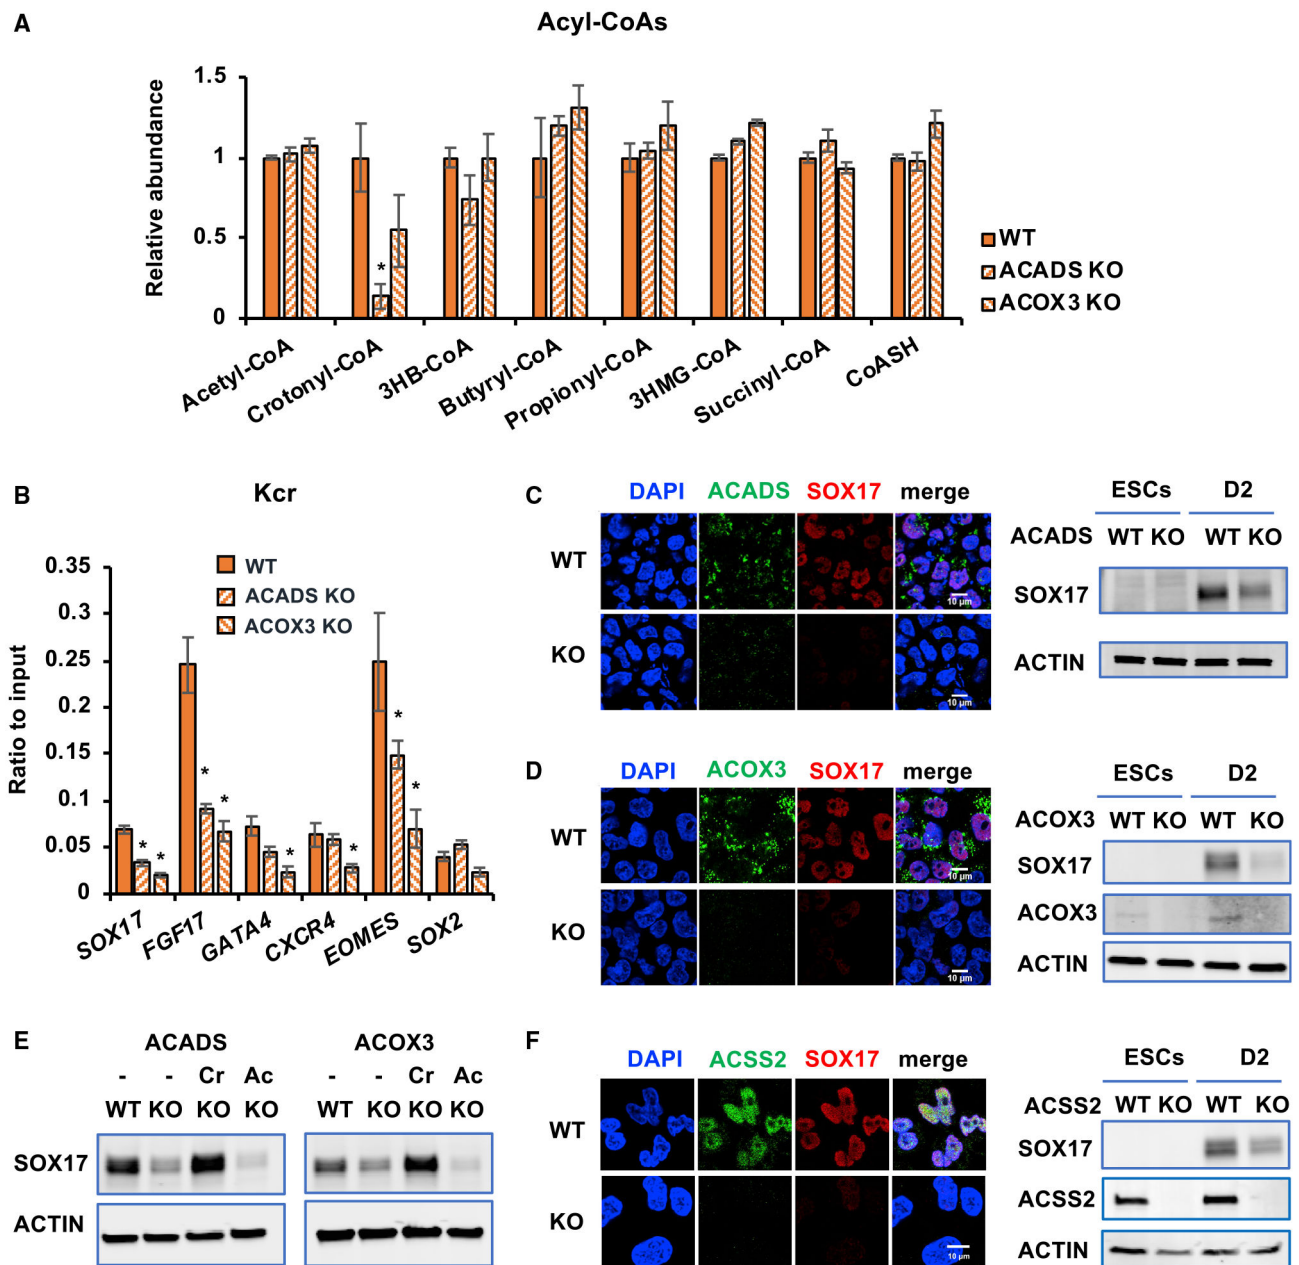 A
Acyl-CoAs
Relative abundance
1.5
1
0.5
0
WT
ACADS KO
ACOX3 KO
Acetyl-CoA
Crotonyl-CoA
3HB-CoA
Butyryl-CoA
Propionyl-CoA
3HMG-CoA
Succinyl-CoA
CoASH
*
B
Kcr
WT
ACADS KO
ACOX3 KO
Ratio to input
0.35
0.3
0.25
0.2
0.15
0.1
0.05
0
* * * * * * * *
SOX17
FGF17
GATA4
CXCR4
EOMES
SOX2
C
DAPI ACADS SOX17 merge
WT
10 µm
KO
10 µm
ESCs D2
ACADS WT KO WT KO
SOX17
ACTIN
D
DAPI ACOX3 SOX17 merge
WT
10 µm
KO
10 µm
ESCs D2
ACOX3 WT KO WT KO
SOX17
ACOX3
ACTIN
E
ACADS ACOX3
- - Cr Ac - - Cr Ac
WT KO KO KO WT KO KO KO
SOX17
ACTIN
F
DAPI ACSS2 SOX17 merge
WT
KO
10 µm
ESCs D2
ACSS2 WT KO WT KO
SOX17
ACSS2
ACTIN